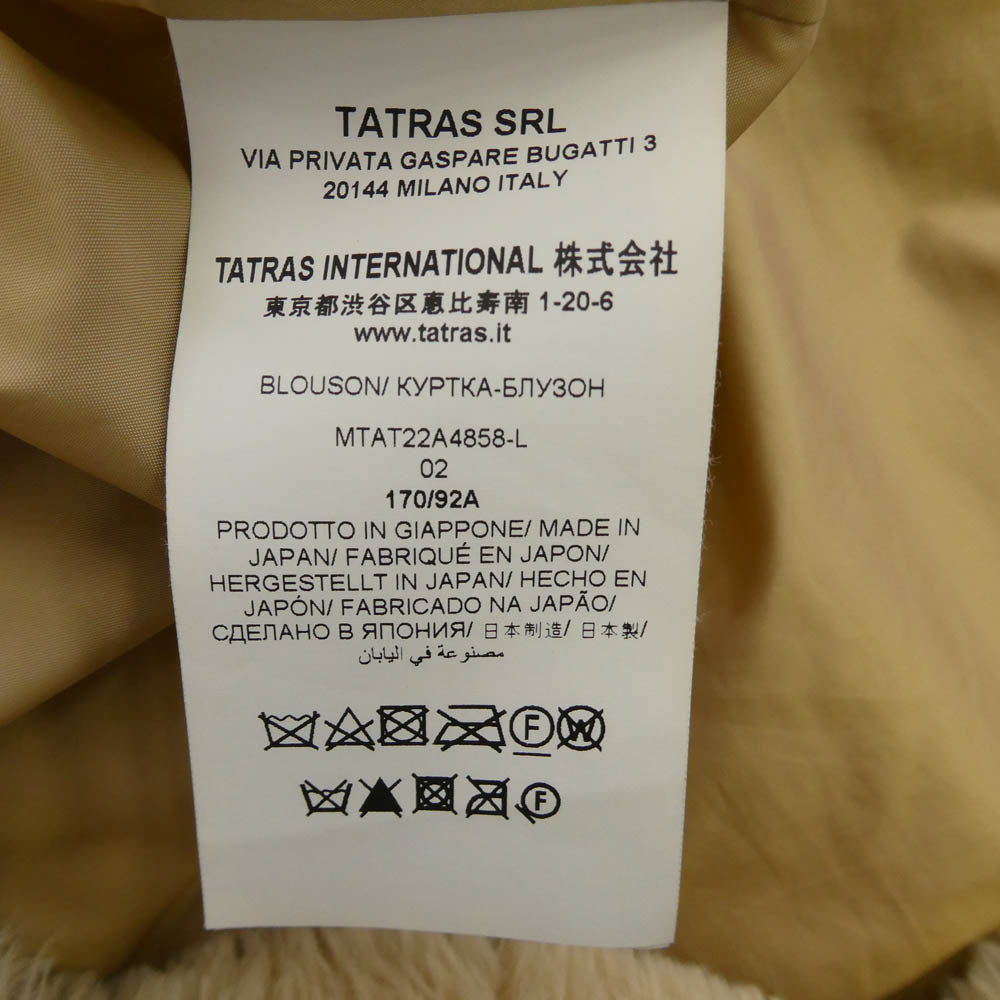 TATRAS SRL
VIA PRIVATA GASPARE BUGATTI 3
20144 MILANO ITALY
TATRAS INTERNATIONAL 株式会社
東京都渋谷区恵比寿南 1-20-6
www.tatras.it
BLOUSON/ КУРТКА-БЛУЗОН
MTAT22A4858-L
02
170/92A
PRODOTTO IN GIAPPONE/ MADE IN
JAPAN/ FABRIQUÉ EN JAPON/
HERGESTELLT IN JAPAN/ HECHO EN
JAPÓN/ FABRICADO NA JAPÃO/
СДЕЛАНО В ЯПОНИЯ/ 日本制造/ 日本製/
مصنوعة في اليابان
F W
F